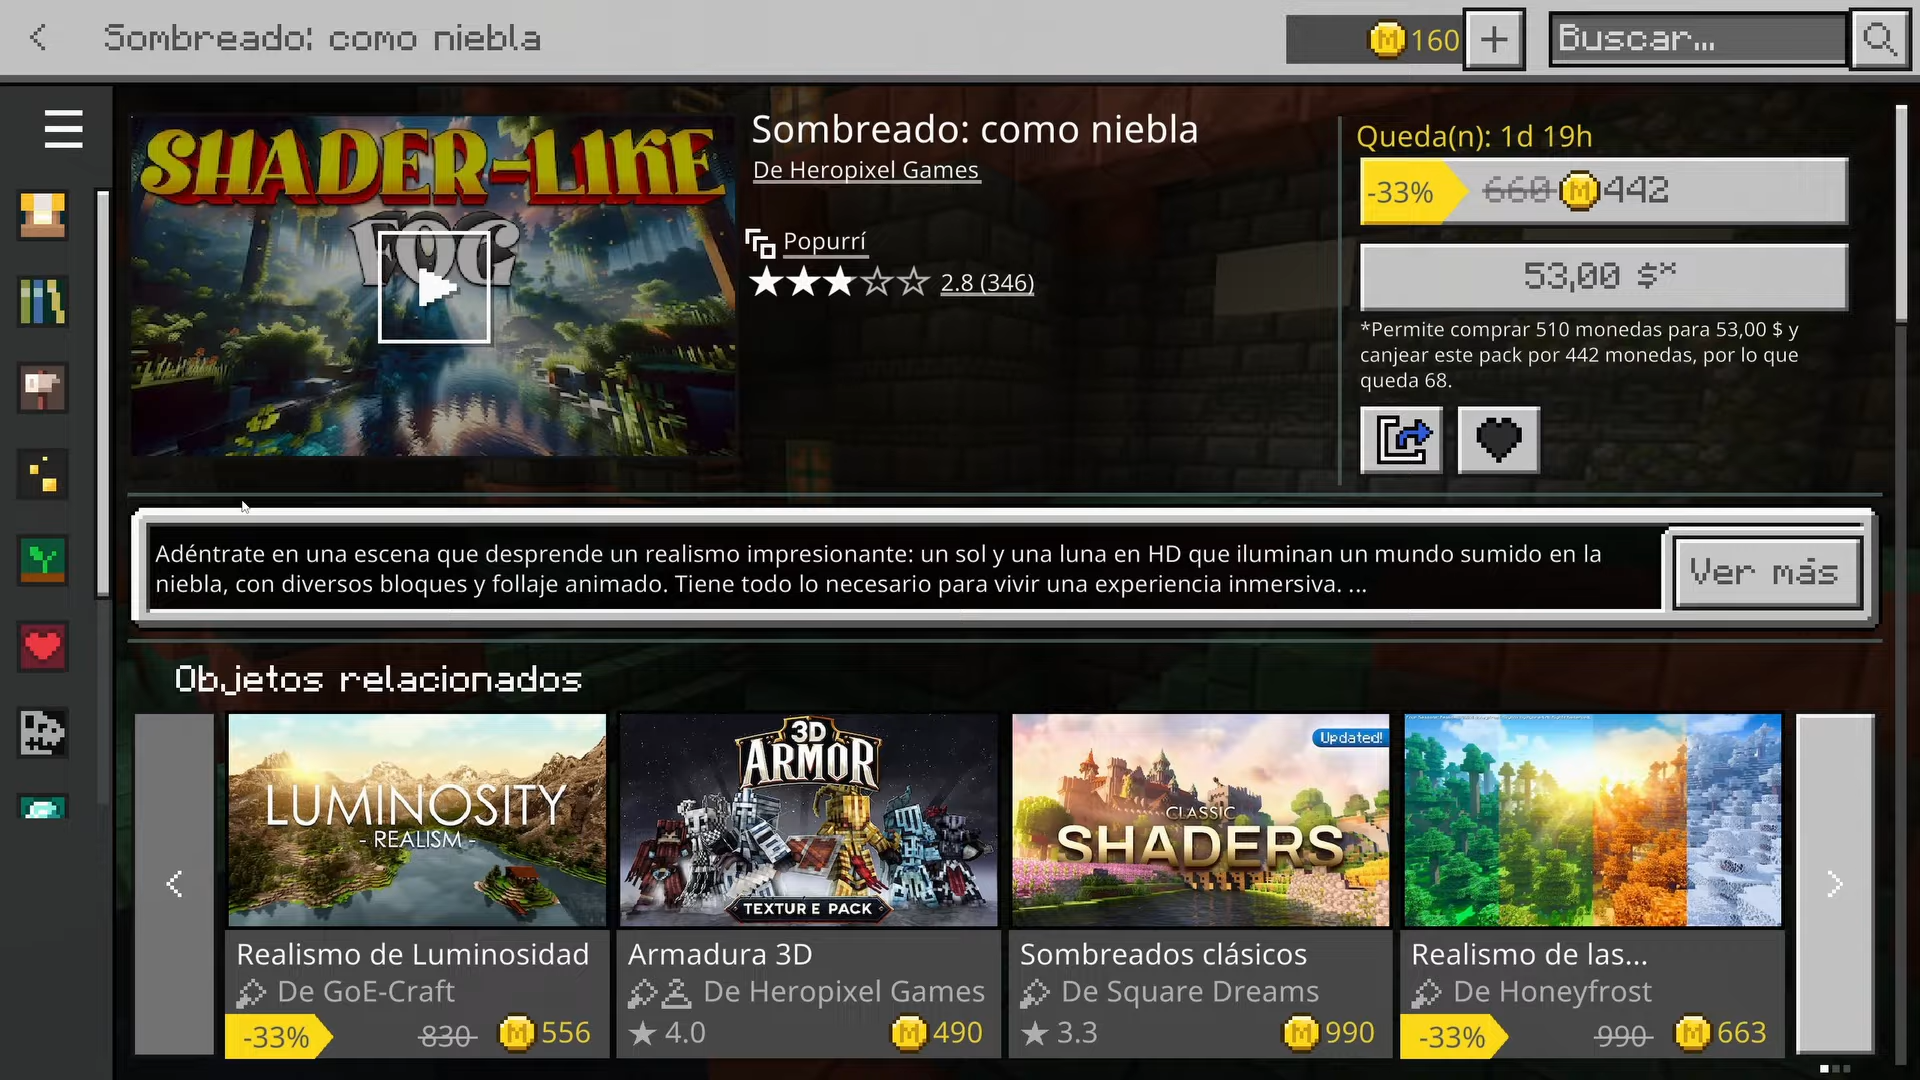 Sombreado: como niebla
160
Buscar...
SHADER-LIKE
FOG
Sombreado: como niebla
De Heropixel Games
Popurrí
2.8 (346)
Queda(n): 1d 19h
-33% 660 442
53,00 $*
*Permite comprar 510 monedas para 53,00 $ y
canjear este pack por 442 monedas, por lo que
queda 68.
Adéntrate en una escena que desprende un realismo impresionante: un sol y una luna en HD que iluminan un mundo sumido en la
niebla, con diversos bloques y follaje animado. Tiene todo lo necesario para vivir una experiencia inmersiva. ...
Ver más
Objetos relacionados
LUMINOSITY
- REALISM -
Realismo de Luminosidad
De GoE-Craft
-33% 830 556
3D
ARMOR
TEXTURE PACK
Armadura 3D
De Heropixel Games
4.0 490
Updated!
CLASSIC
SHADERS
Sombreados clásicos
De Square Dreams
3.3 990
Realismo de las...
De Honeyfrost
-33% 990 663